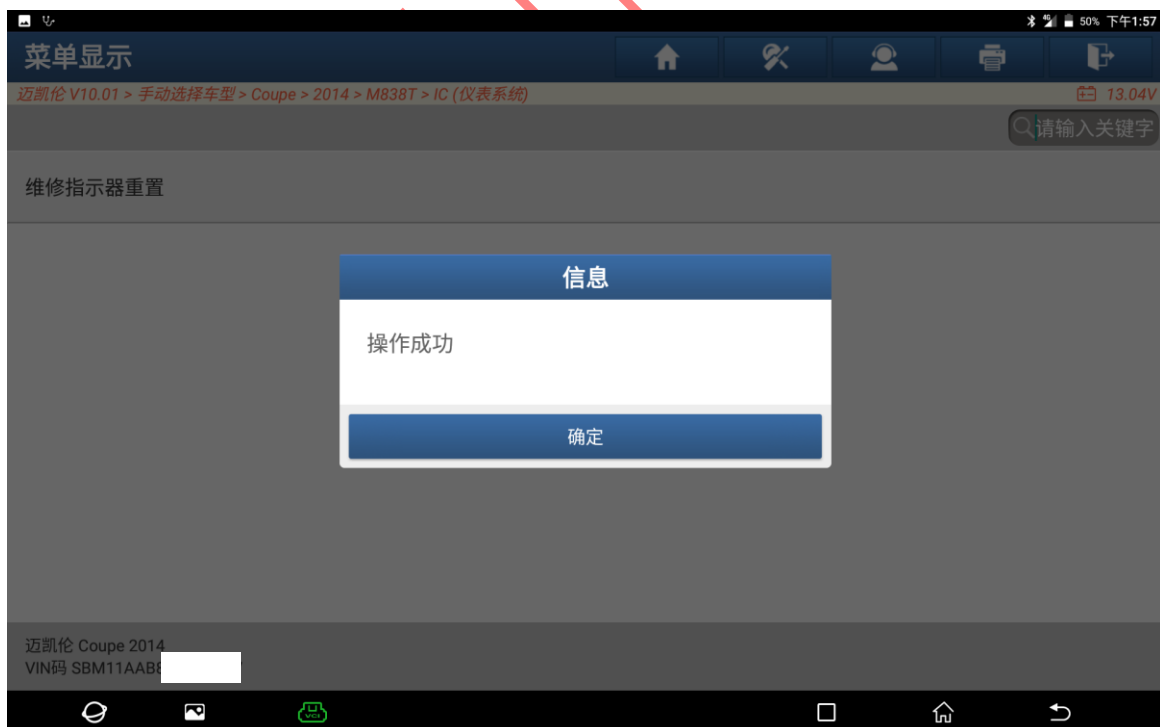 4G 50% 下午1:57
菜单显示
迈凯伦 V10.01 > 手动选择车型 > Coupe > 2014 > M838T > IC (仪表系统)
13.04V
请输入关键字
维修指示器重置
信息
操作成功
确定
迈凯伦 Coupe 2014
VIN码 SBM11AAB8
VCI